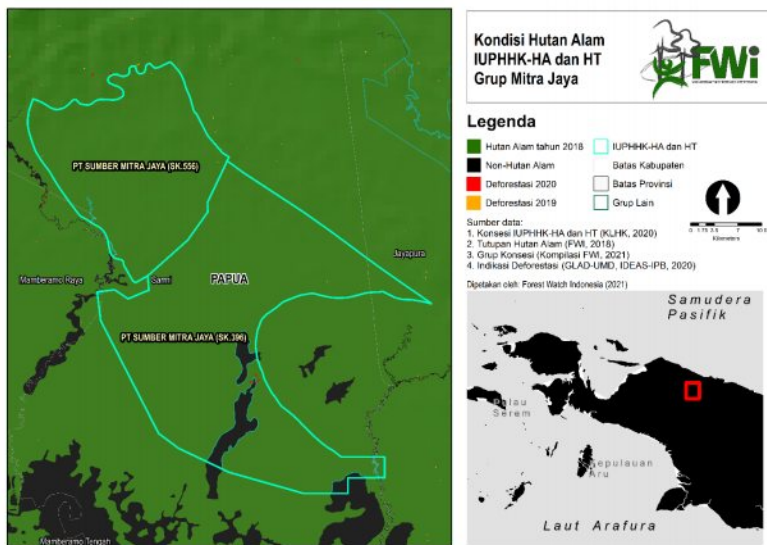 PT SUMBER MITRA JAYA (SK.556)
Jayapura
Mamberamo Raya
Sarmi
PAPUA
PT SUMBER MITRA JAYA (SK.396)
Mamberamo Tengah
Kondisi Hutan Alam
IUPHHK-HA dan HT
Grup Mitra Jaya
FWi
Legenda
Hutan Alam tahun 2018
Non-Hutan Alam
Deforestasi 2020
Deforestasi 2019
IUPHHK-HA dan HT
Batas Kabupaten
Batas Provinsi
Grup Lain
Sumber data:
1. Konsesi IUPHHK-HA dan HT (KLHK, 2020)
2. Tutupan Hutan Alam (FWI, 2018)
3. Grup Konsesi (Kompilasi FWI, 2021)
4. Indikasi Deforestasi (GLAD-UMD, IDEAS-IPB, 2020)
Dipetakan oleh: Forest Watch Indonesia (2021)
Samudera
Pasifik
Pulau
Serem
Kepulauan
Aru
Laut Arafura